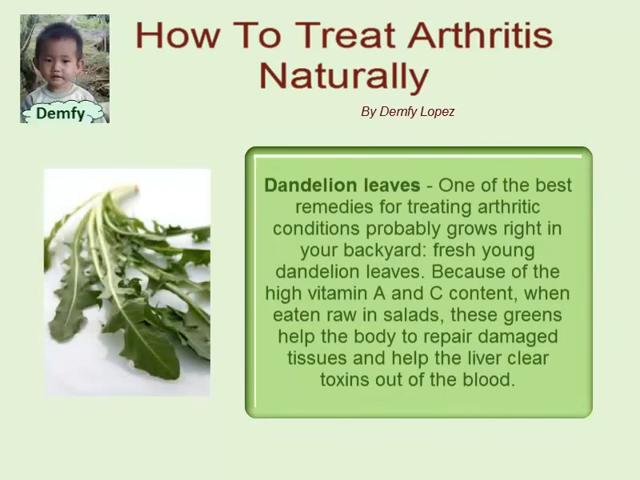 How To Treat Arthritis
Naturally
By Demfy Lopez
Demfy
Dandelion leaves - One of the best
remedies for treating arthritic
conditions probably grows right in
your backyard: fresh young
dandelion leaves. Because of the
high vitamin A and C content, when
eaten raw in salads, these greens
help the body to repair damaged
tissues and help the liver clear
toxins out of the blood.